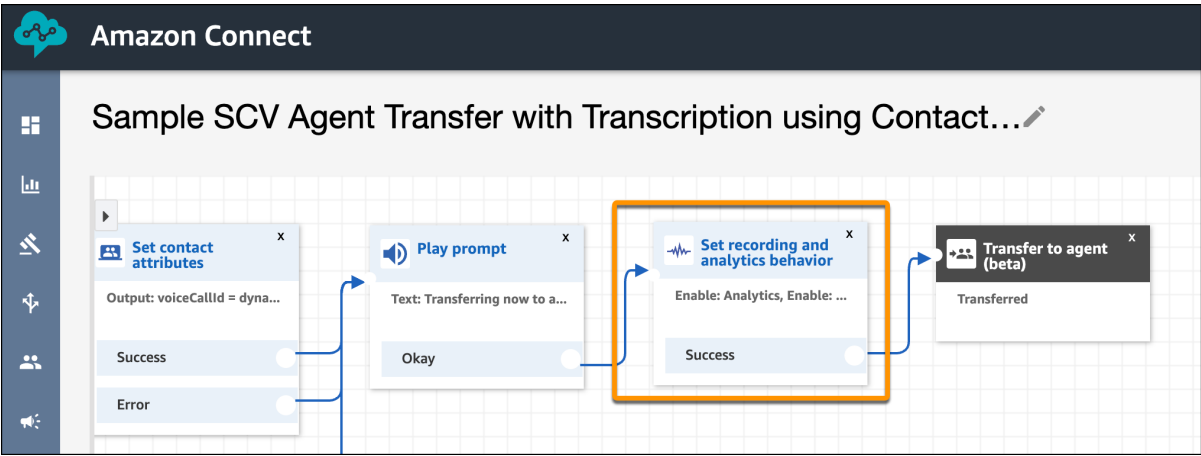 Amazon Connect
Sample SCV Agent Transfer with Transcription using Contact…
x
Set contact
attributes
Output: voiceCallId = dyna...
Success
Error
x
Play prompt
Text: Transferring now to a...
Okay
x
Set recording and
analytics behavior
Enable: Analytics, Enable: ...
Success
x
Transfer to agent
(beta)
Transferred